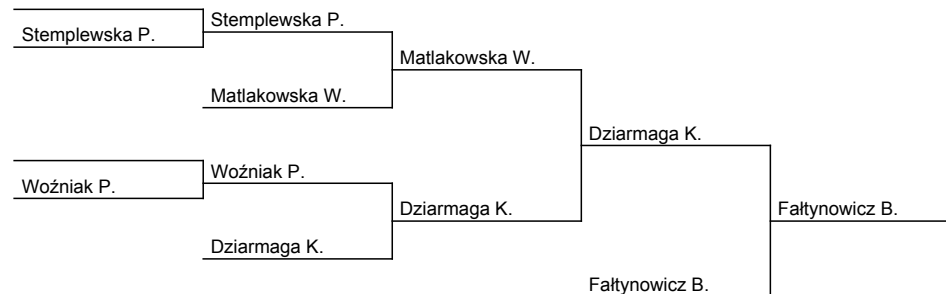 Stemplewska P.
Stemplewska P.
Matlakowska W.
Matlakowska W.
Dziarmaga K.
Woźniak P.
Woźniak P.
Dziarmaga K.
Fałtynowicz B.
Dziarmaga K.
Fałtynowicz B.